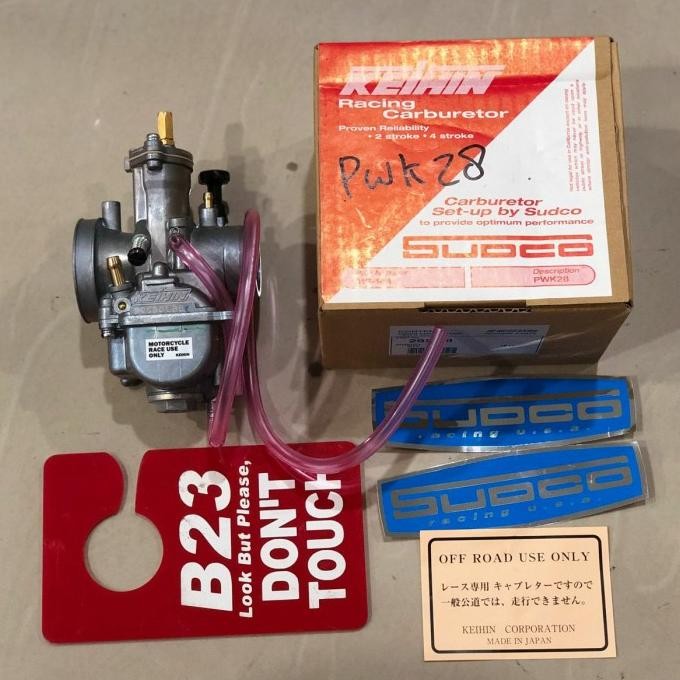 KEIHIN
Racing
Carburetor
Proven Reliability
• 2 stroke • 4 stroke
PWK28
Carburetor
Set-up by Sudco
to provide optimum performance
SUDCO
Description
PWK28
KEIHIN
MOTORCYCLE
RACE USE
ONLY KEIHIN
SUDCO
racing u.s.a.
SUDCO
racing u.s.a.
B23
Look But Please,
DON'T
TOUCH
OFF ROAD USE ONLY
レース専用 キャブレターですので
一般公道では、走行できません。
KEIHIN CORPORATION
MADE IN JAPAN